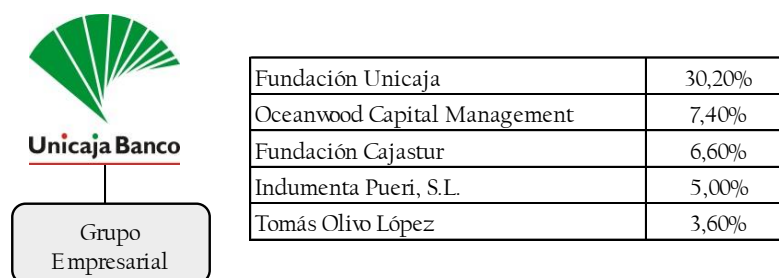 Unicaja Banco
Grupo
Empresarial
Fundación Unicaja 30,20%
Oceanwood Capital Management 7,40%
Fundación Cajastur 6,60%
Indumenta Pueri, S.L. 5,00%
Tomás Olivo López 3,60%